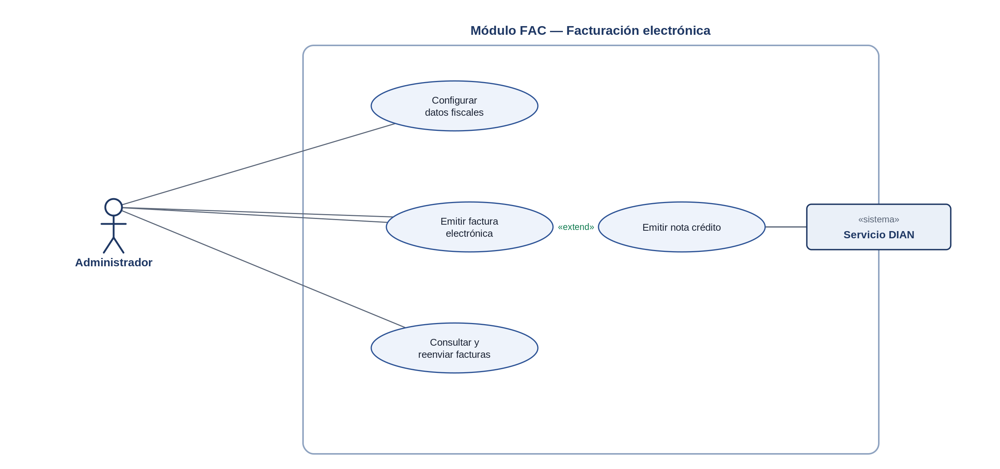 Módulo FAC — Facturación electrónica
Configurar
datos fiscales
Emitir factura
electrónica
«extend»
Emitir nota crédito
«sistema»
Servicio DIAN
Administrador
Consultar y
reenviar facturas